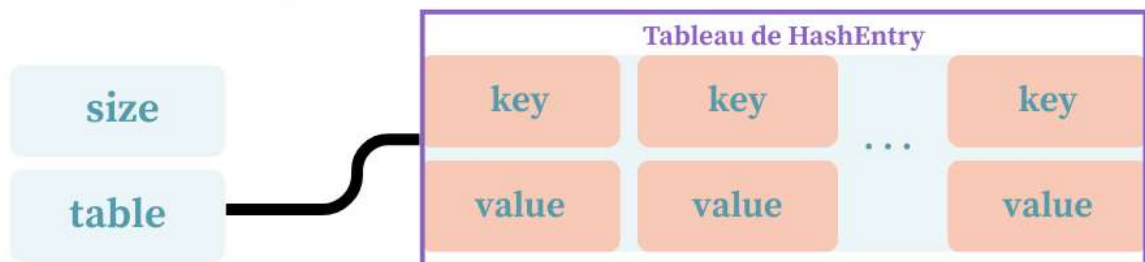 Tableau de HashEntry
size
key key ... key
table
value value value